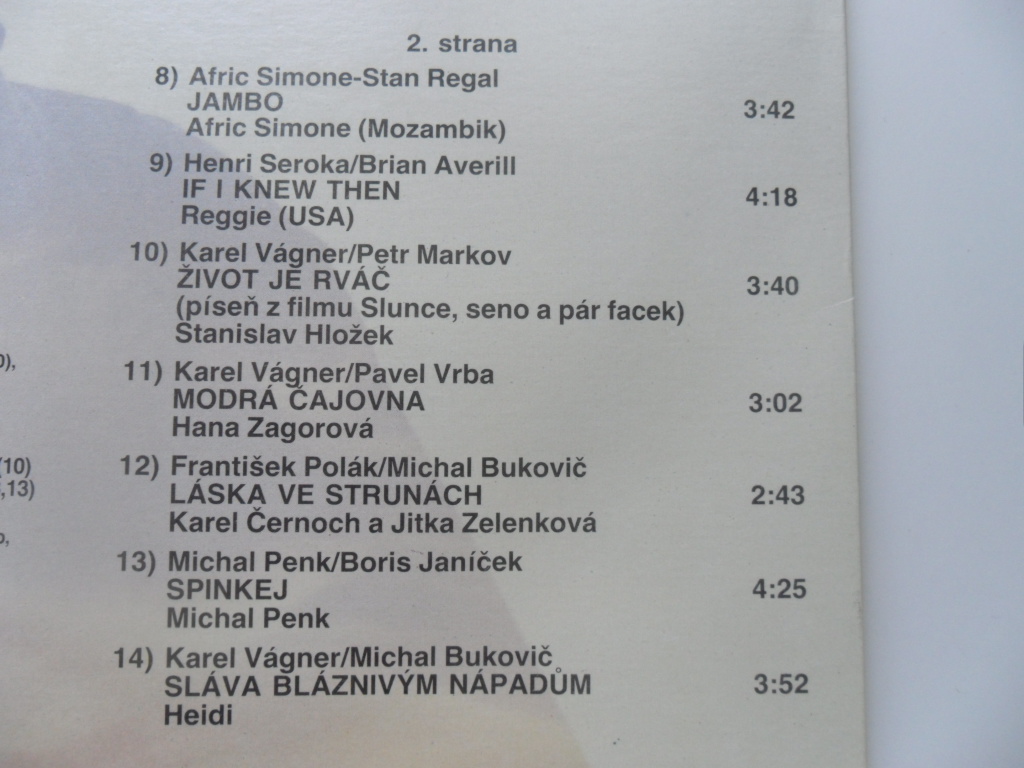 2. strana
8) Afric Simone-Stan Regal
JAMBO 3:42
Afric Simone (Mozambik)
9) Henri Seroka/Brian Averill
IF I KNEW THEN 4:18
Reggie (USA)
10) Karel Vágner/Petr Markov
ŽIVOT JE RVÁČ 3:40
(píseň z filmu Slunce, seno a pár facek)
Stanislav Hložek
11) Karel Vágner/Pavel Vrba
MODRÁ ČAJOVNA 3:02
Hana Zagorová
12) František Polák/Michal Bukovič
LÁSKA VE STRUNÁCH 2:43
Karel Černoch a Jitka Zelenková
13) Michal Penk/Boris Janíček
SPINKEJ 4:25
Michal Penk
14) Karel Vágner/Michal Bukovič
SLÁVA BLÁZNIVÝM NÁPADŮM 3:52
Heidi
10)
,13)